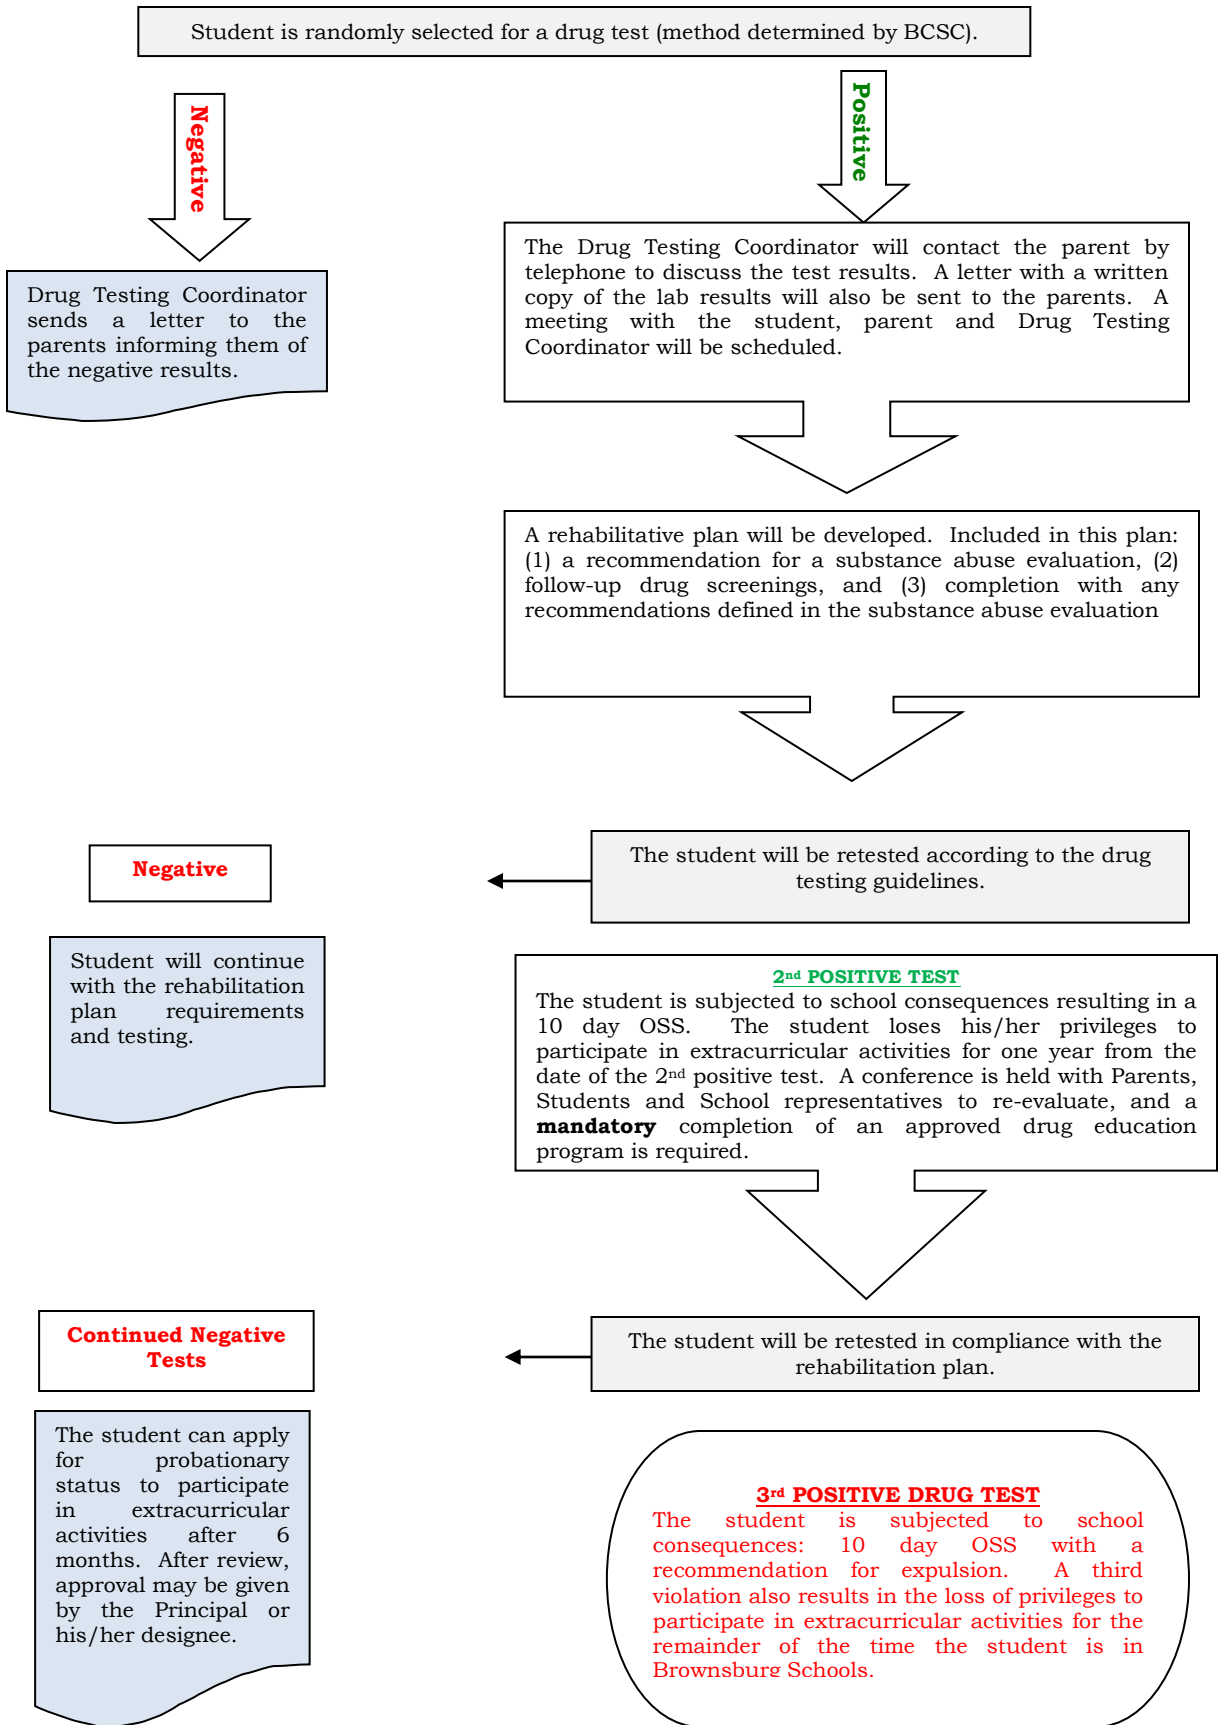 Student is randomly selected for a drug test (method determined by BCSC).
Negative
Positive
Drug Testing Coordinator
sends a letter to the
parents informing them of
the negative results.
The Drug Testing Coordinator will contact the parent by
telephone to discuss the test results. A letter with a written
copy of the lab results will also be sent to the parents. A
meeting with the student, parent and Drug Testing
Coordinator will be scheduled.
A rehabilitative plan will be developed. Included in this plan:
(1) a recommendation for a substance abuse evaluation, (2)
follow-up drug screenings, and (3) completion with any
recommendations defined in the substance abuse evaluation
The student will be retested according to the drug
testing guidelines.
Negative
Student will continue
with the rehabilitation
plan requirements
and testing.
2nd POSITIVE TEST
The student is subjected to school consequences resulting in a
10 day OSS. The student loses his/her privileges to
participate in extracurricular activities for one year from the
date of the 2nd positive test. A conference is held with Parents,
Students and School representatives to re-evaluate, and a
mandatory completion of an approved drug education
program is required.
The student will be retested in compliance with the
rehabilitation plan.
Continued Negative
Tests
The student can apply
for probationary
status to participate
in extracurricular
activities after 6
months. After review,
approval may be given
by the Principal or
his/her designee.
3rd POSITIVE DRUG TEST
The student is subjected to school
consequences: 10 day OSS with a
recommendation for expulsion. A third
violation also results in the loss of privileges to
participate in extracurricular activities for the
remainder of the time the student is in
Brownsburg Schools.